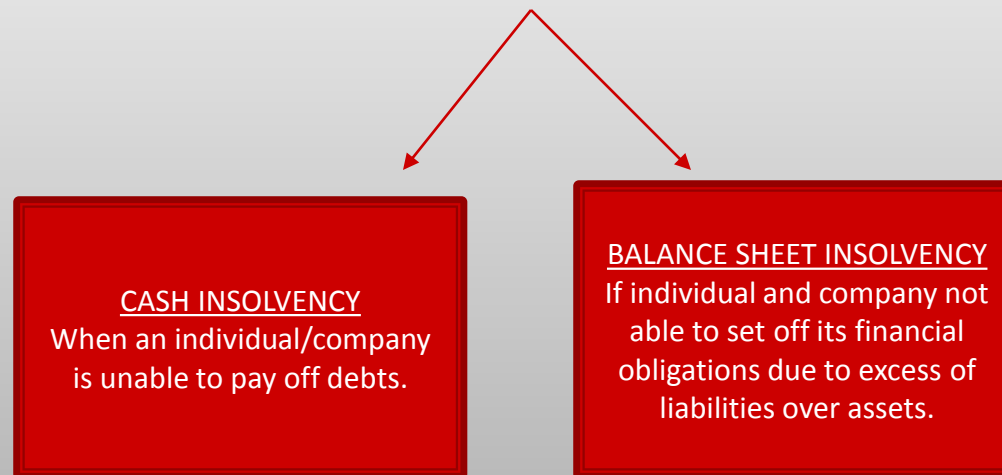 CASH INSOLVENCY
When an individual/company
is unable to pay off debts.
BALANCE SHEET INSOLVENCY
If individual and company not
able to set off its financial
obligations due to excess of
liabilities over assets.